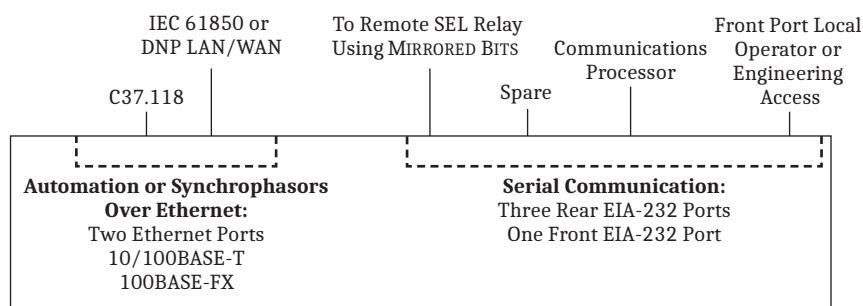 IEC 61850 or
DNP LAN/WAN
C37.118
To Remote SEL Relay
Using MIRRORED BITS
Spare
Communications
Processor
Front Port Local
Operator or
Engineering
Access
Automation or Synchrophasors
Over Ethernet:
Two Ethernet Ports
10/100BASE-T
100BASE-FX
Serial Communication:
Three Rear EIA-232 Ports
One Front EIA-232 Port